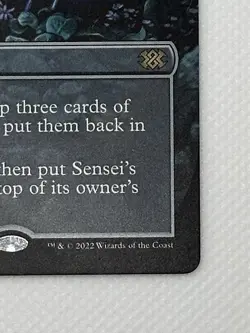 p three cards of
put them back in
then put Sensei's
top of its owner's
™ & © 2022 Wizards of the Coast